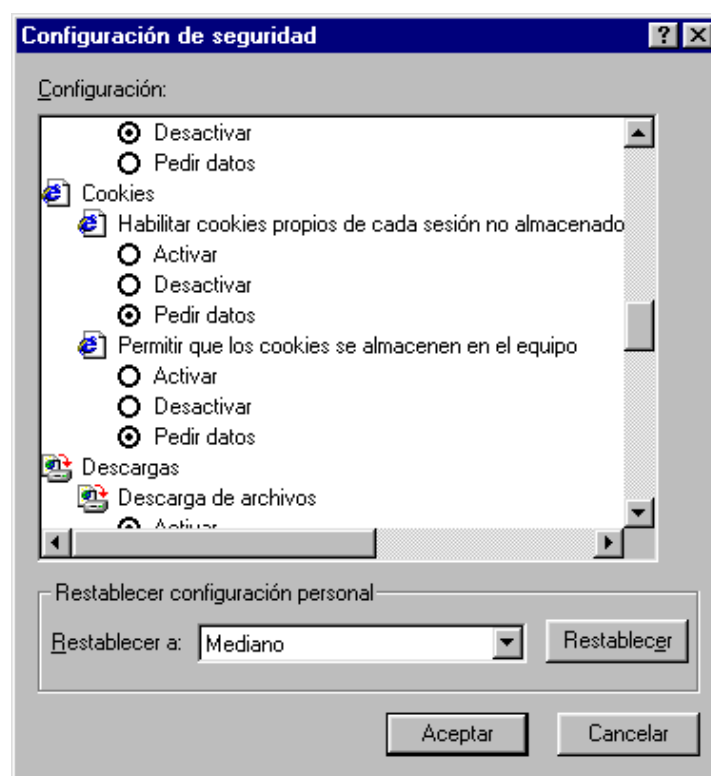 Configuración de seguridad
Configuración:
Desactivar
Pedir datos
Cookies
Habilitar cookies propios de cada sesión no almacenado
Activar
Desactivar
Pedir datos
Permitir que los cookies se almacenen en el equipo
Activar
Desactivar
Pedir datos
Descargas
Descarga de archivos
Activar
Restablecer configuración personal
Restablecer a: Mediano Restablecer
Aceptar Cancelar